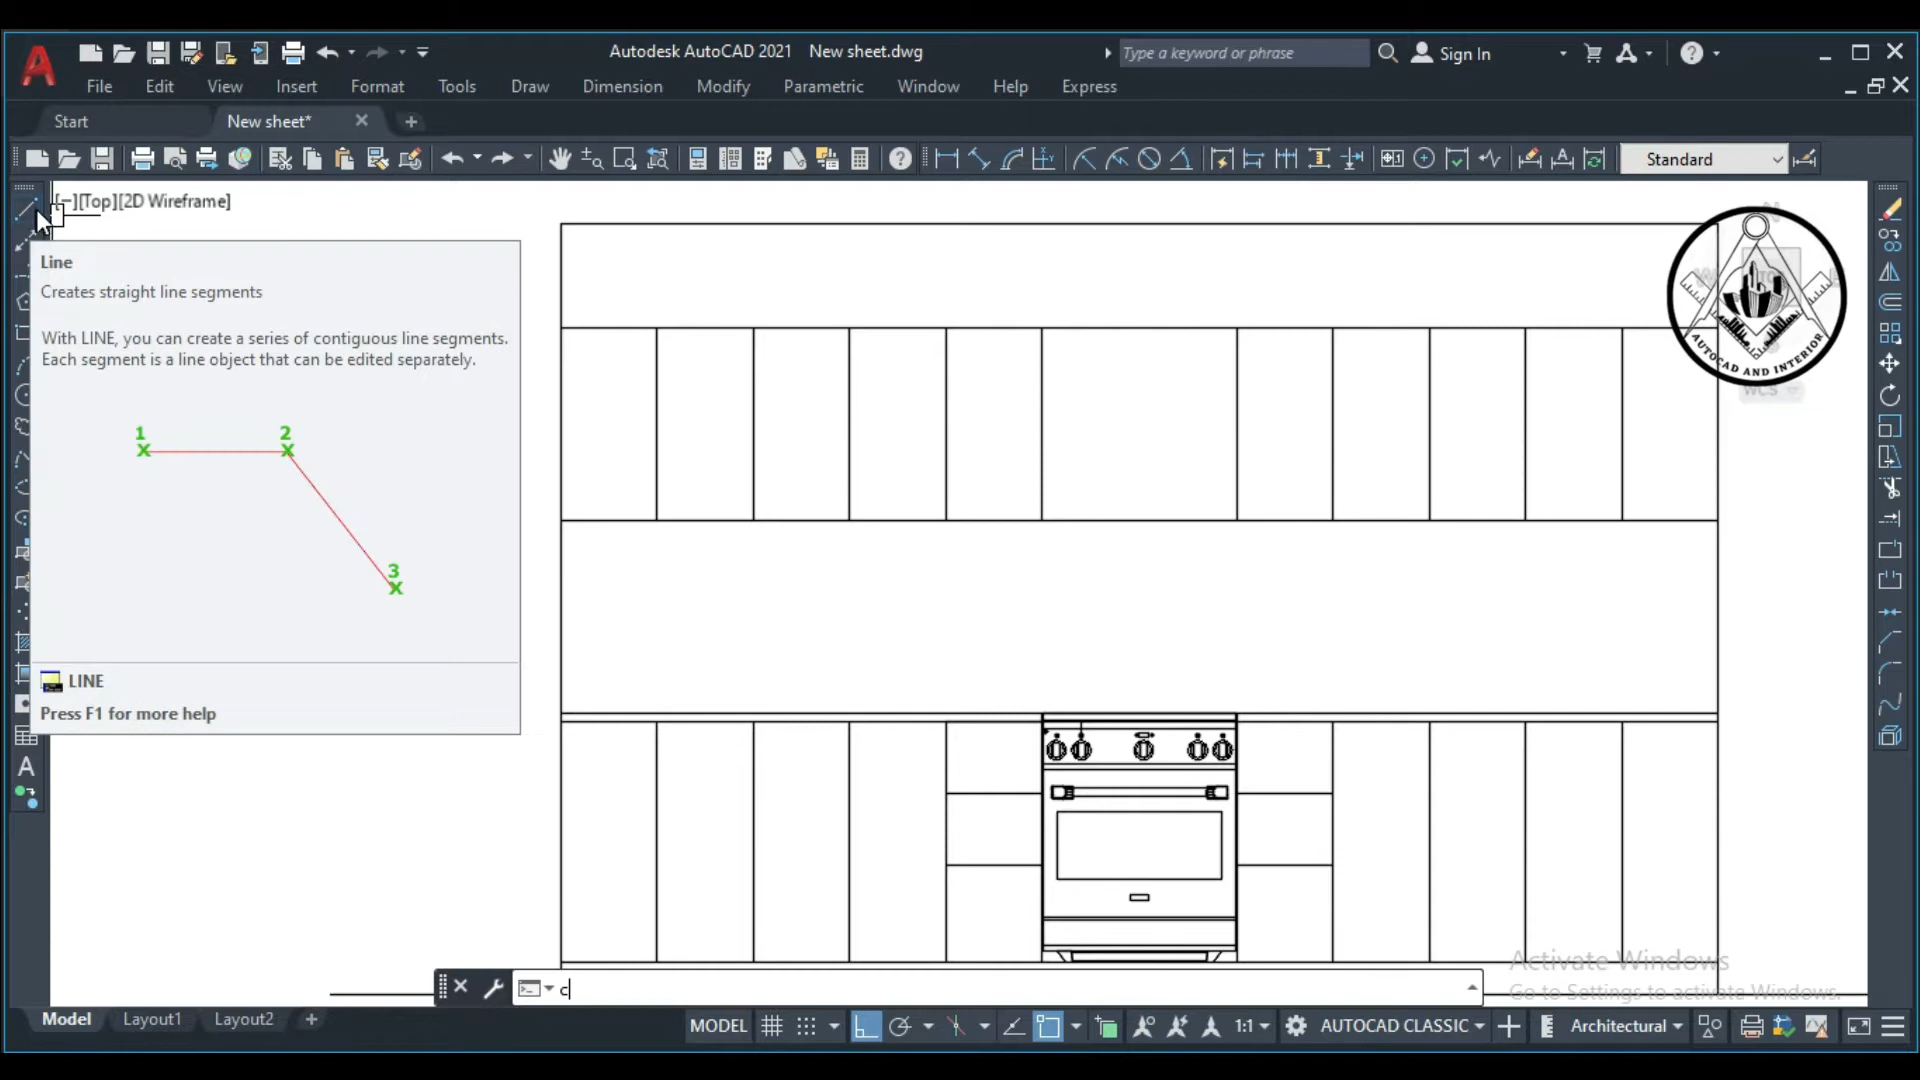 Autodesk AutoCAD 2021 New sheet.dwg
Type a keyword or phrase
Sign In
File Edit View Insert Format Tools Draw Dimension Modify Parametric Window Help Express
Start New sheet*
Standard
[−][Top][2D Wireframe]
Line
Creates straight line segments
With LINE, you can create a series of contiguous line segments.
Each segment is a line object that can be edited separately.
1 2
3
LINE
Press F1 for more help
A
AUTOCAD AND INTERIOR
WCS
Activate Windows
Go to Settings to activate Windows.
c
Model Layout1 Layout2
MODEL 1:1 AUTOCAD CLASSIC Architectural